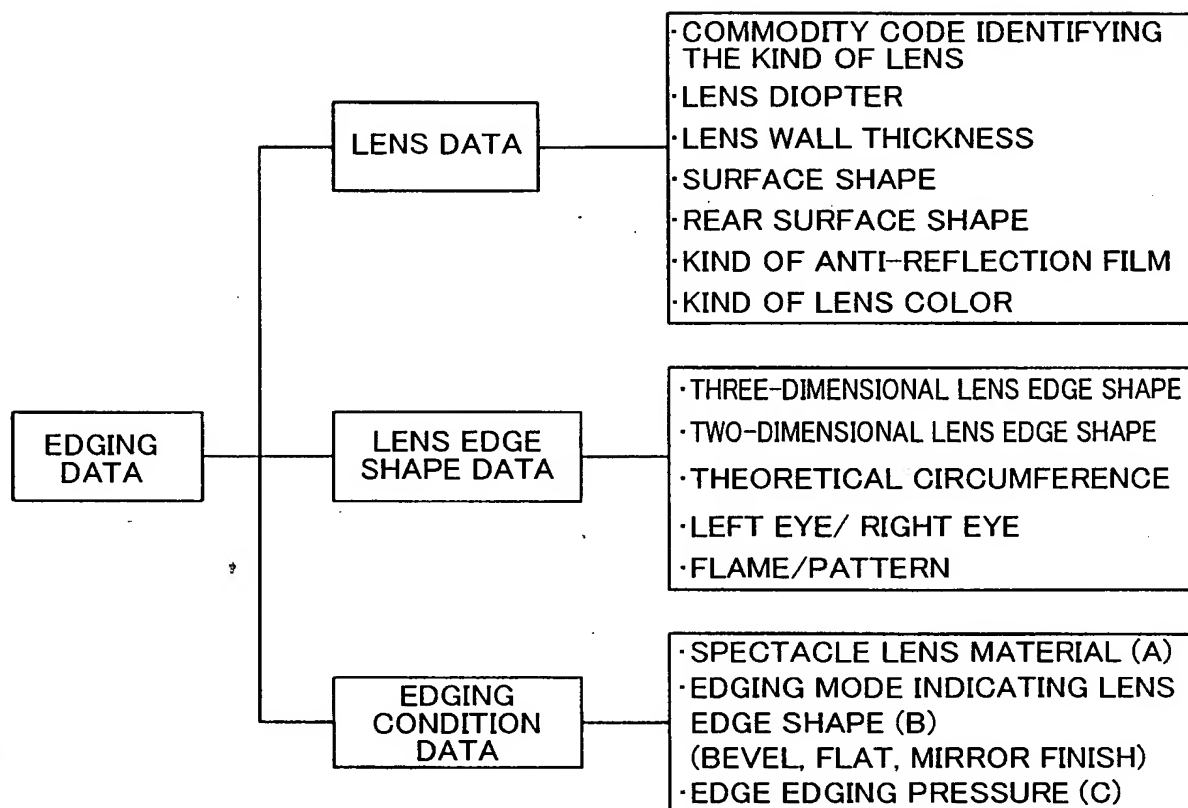 ·COMMODITY CODE IDENTIFYING
THE KIND OF LENS
·LENS DIOPTER
·LENS WALL THICKNESS
·SURFACE SHAPE
·REAR SURFACE SHAPE
·KIND OF ANTI-REFLECTION FILM
·KIND OF LENS COLOR
LENS DATA
·THREE-DIMENSIONAL LENS EDGE SHAPE
·TWO-DIMENSIONAL LENS EDGE SHAPE
·THEORETICAL CIRCUMFERENCE
·LEFT EYE/ RIGHT EYE
·FLAME/PATTERN
EDGING
DATA
LENS EDGE
SHAPE DATA
·SPECTACLE LENS MATERIAL (A)
·EDGING MODE INDICATING LENS
EDGE SHAPE (B)
(BEVEL, FLAT, MIRROR FINISH)
·EDGE EDGING PRESSURE (C)
EDGING
CONDITION
DATA